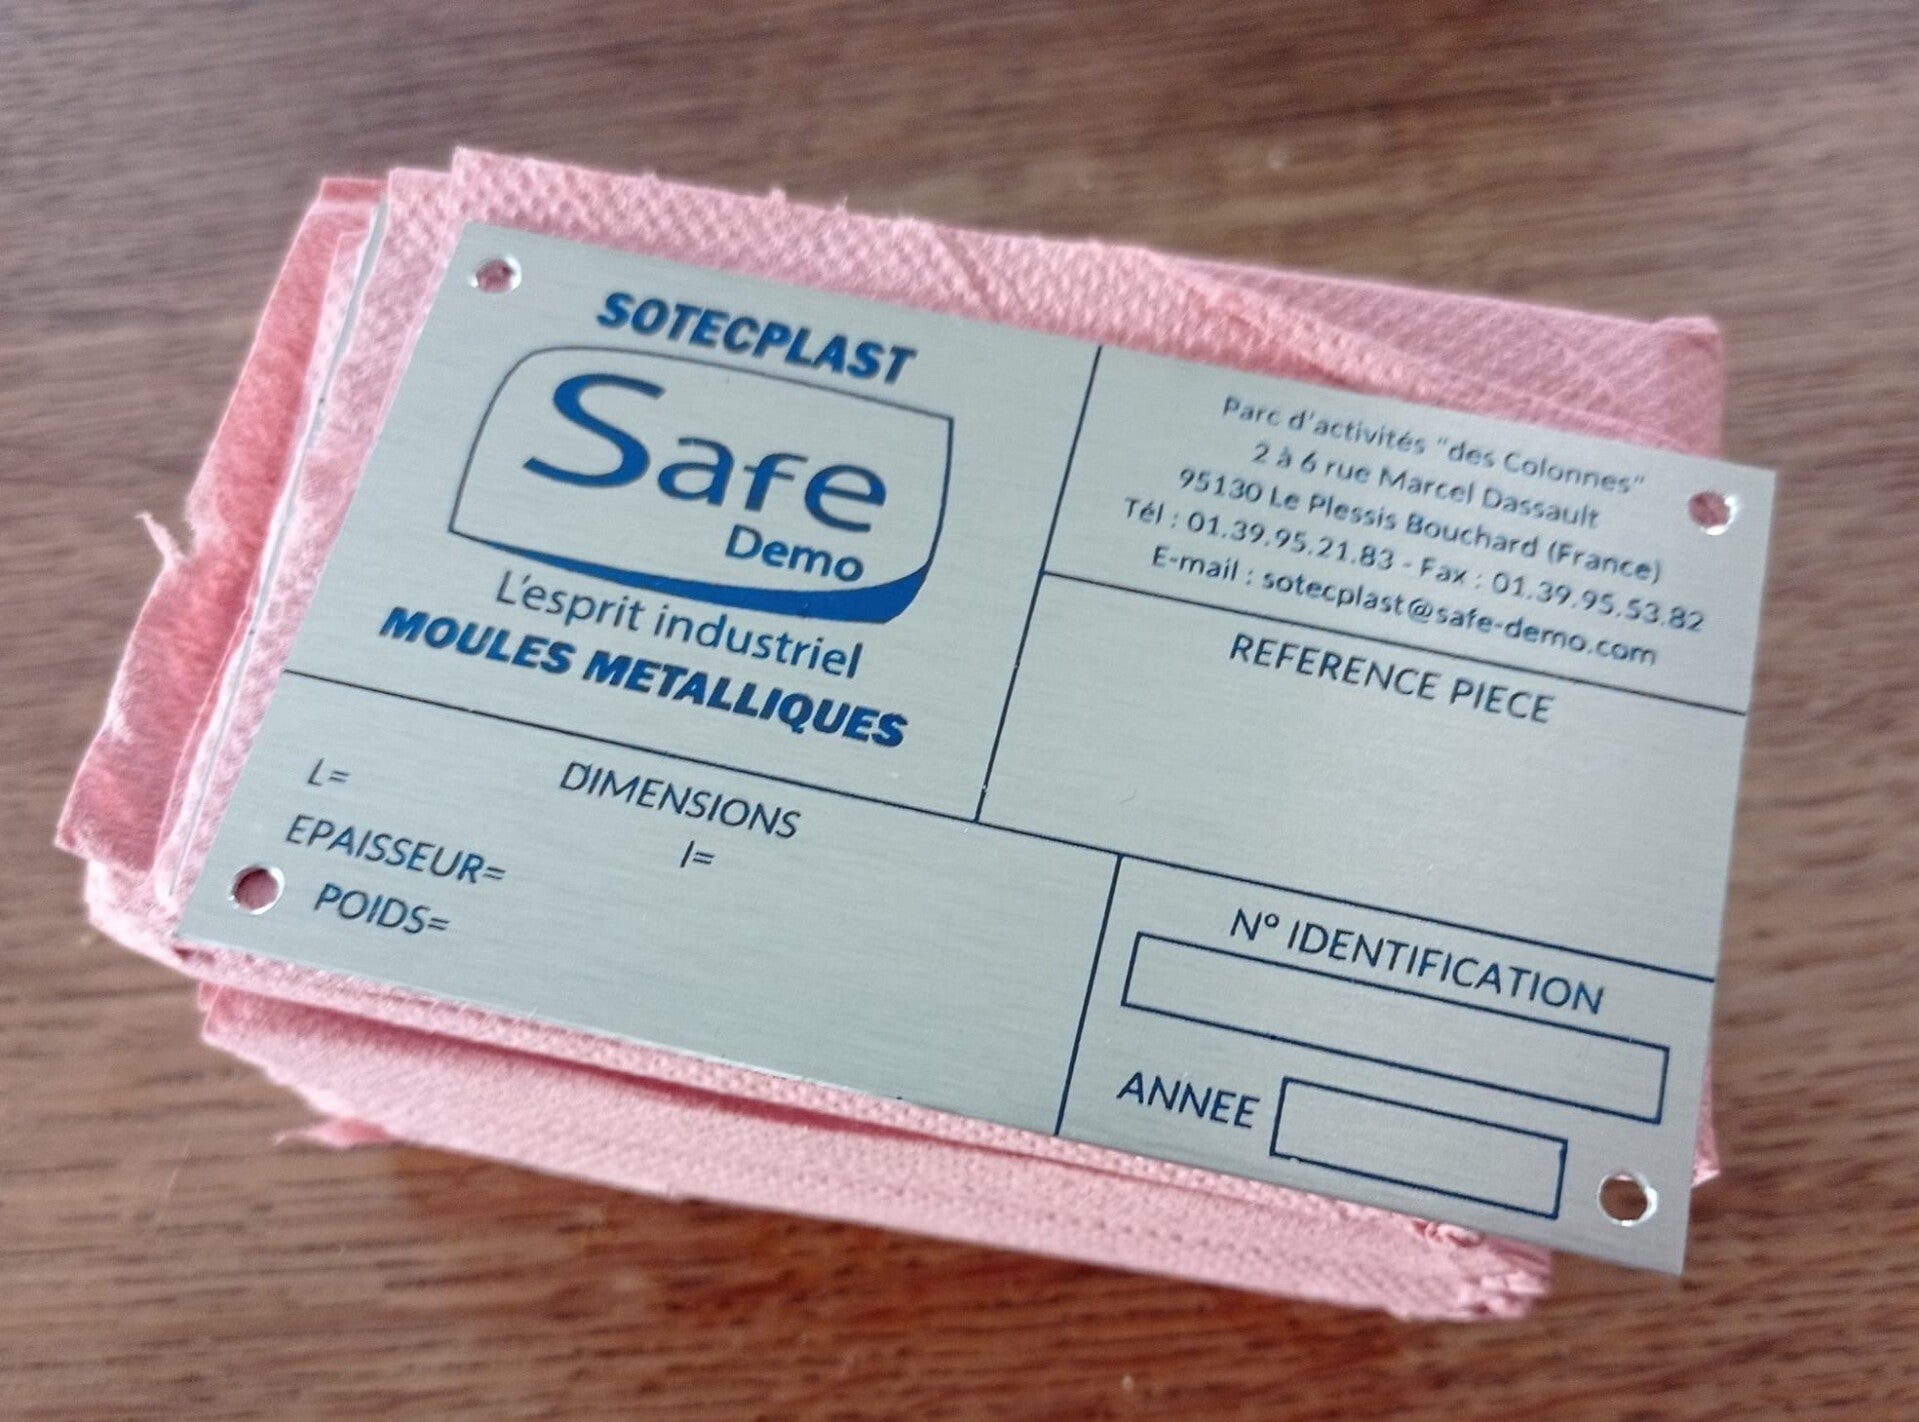 SOTECPLAST
Safe
Demo
L'esprit industriel
MOULES METALLIQUES
Parc d'activités "des Colonnes"
2 à 6 rue Marcel Dassault
95130 Le Plessis Bouchard (France)
Tél : 01.39.95.21.83 - Fax : 01.39.95.53.82
E-mail : sotecplast@safe-demo.com
REFERENCE PIECE
DIMENSIONS
L= l=
EPAISSEUR=
POIDS=
N° IDENTIFICATION
ANNEE